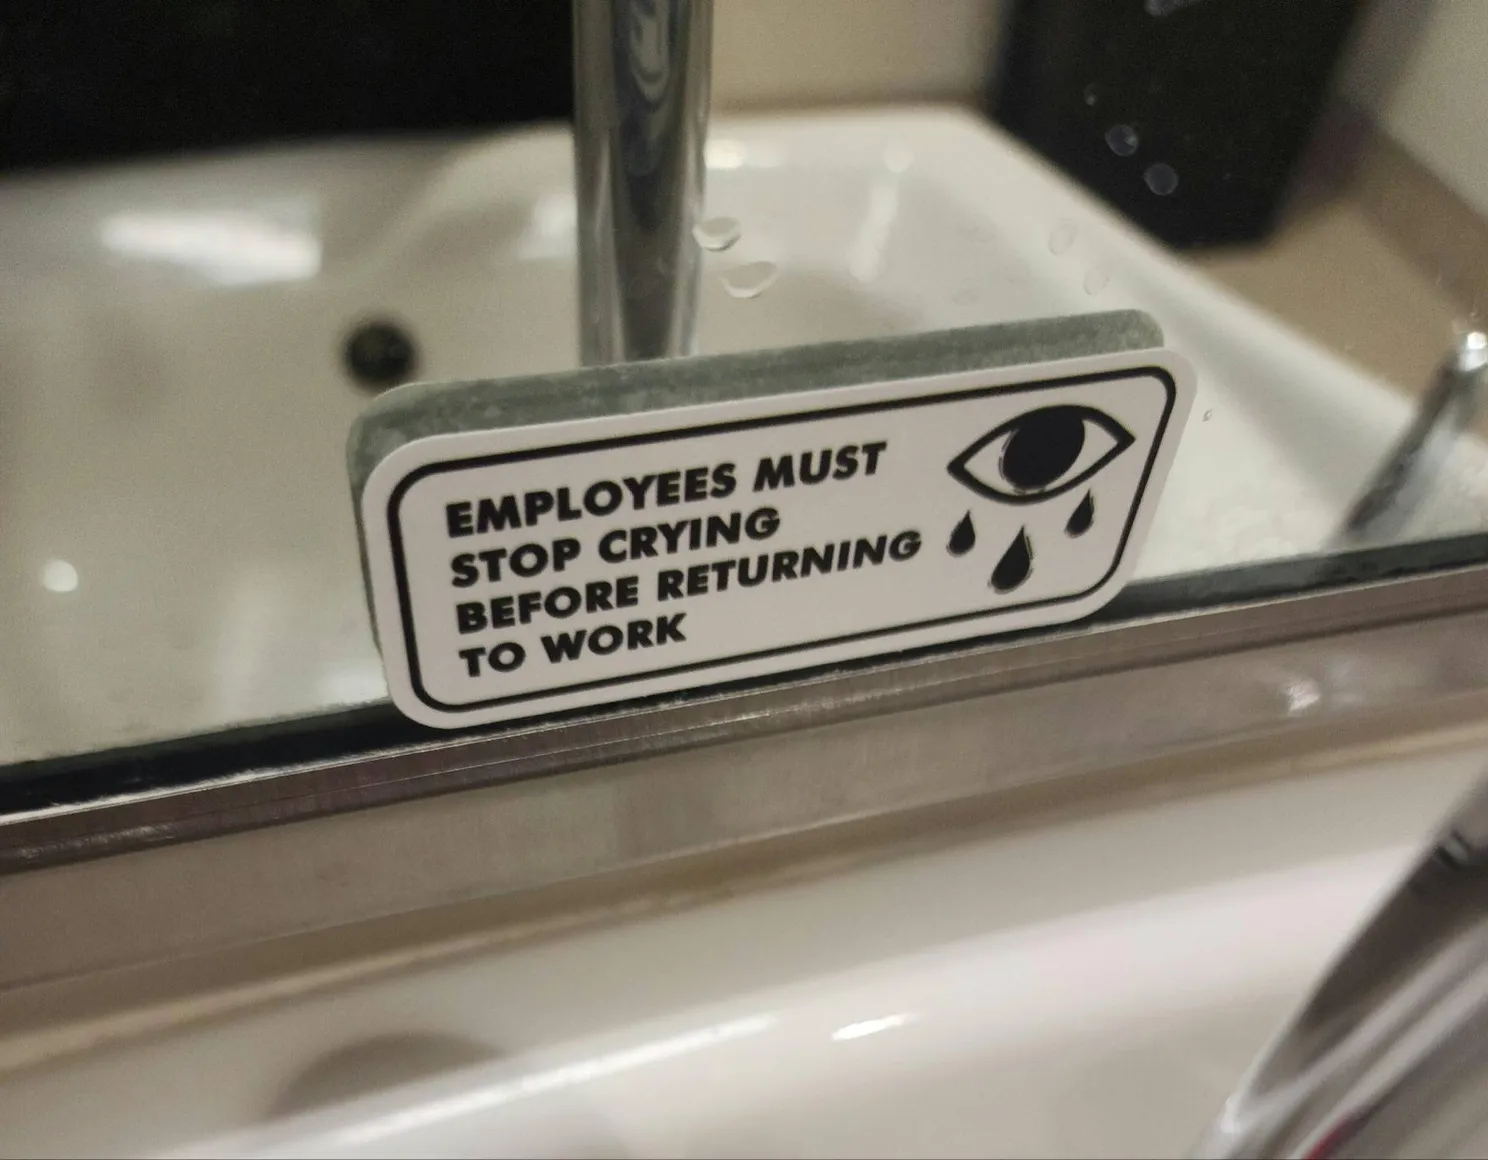 EMPLOYEES MUST
STOP CRYING
BEFORE RETURNING
TO WORK